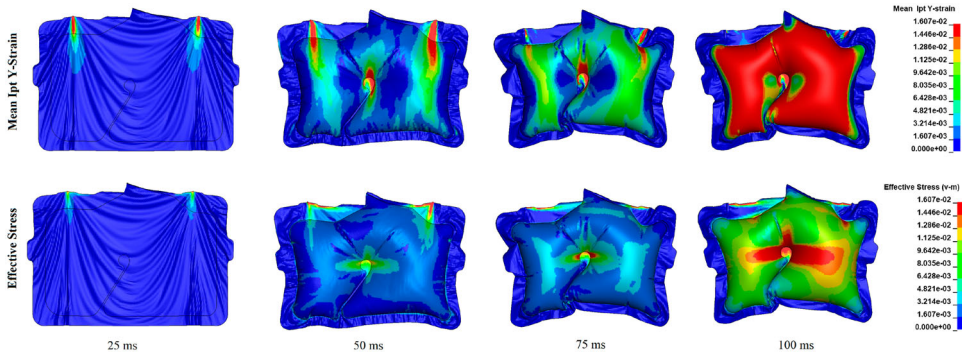 Mean Ipt Y-Strain
Mean Ipt Y-strain
1.607e-02
1.446e-02
1.286e-02
1.125e-02
9.642e-03
8.035e-03
6.428e-03
4.821e-03
3.214e-03
1.607e-03
0.000e+00
Effective Stress
Effective Stress (v-m)
1.607e-02
1.446e-02
1.286e-02
1.125e-02
9.642e-03
8.035e-03
6.428e-03
4.821e-03
3.214e-03
1.607e-03
0.000e+00
25 ms
50 ms
75 ms
100 ms